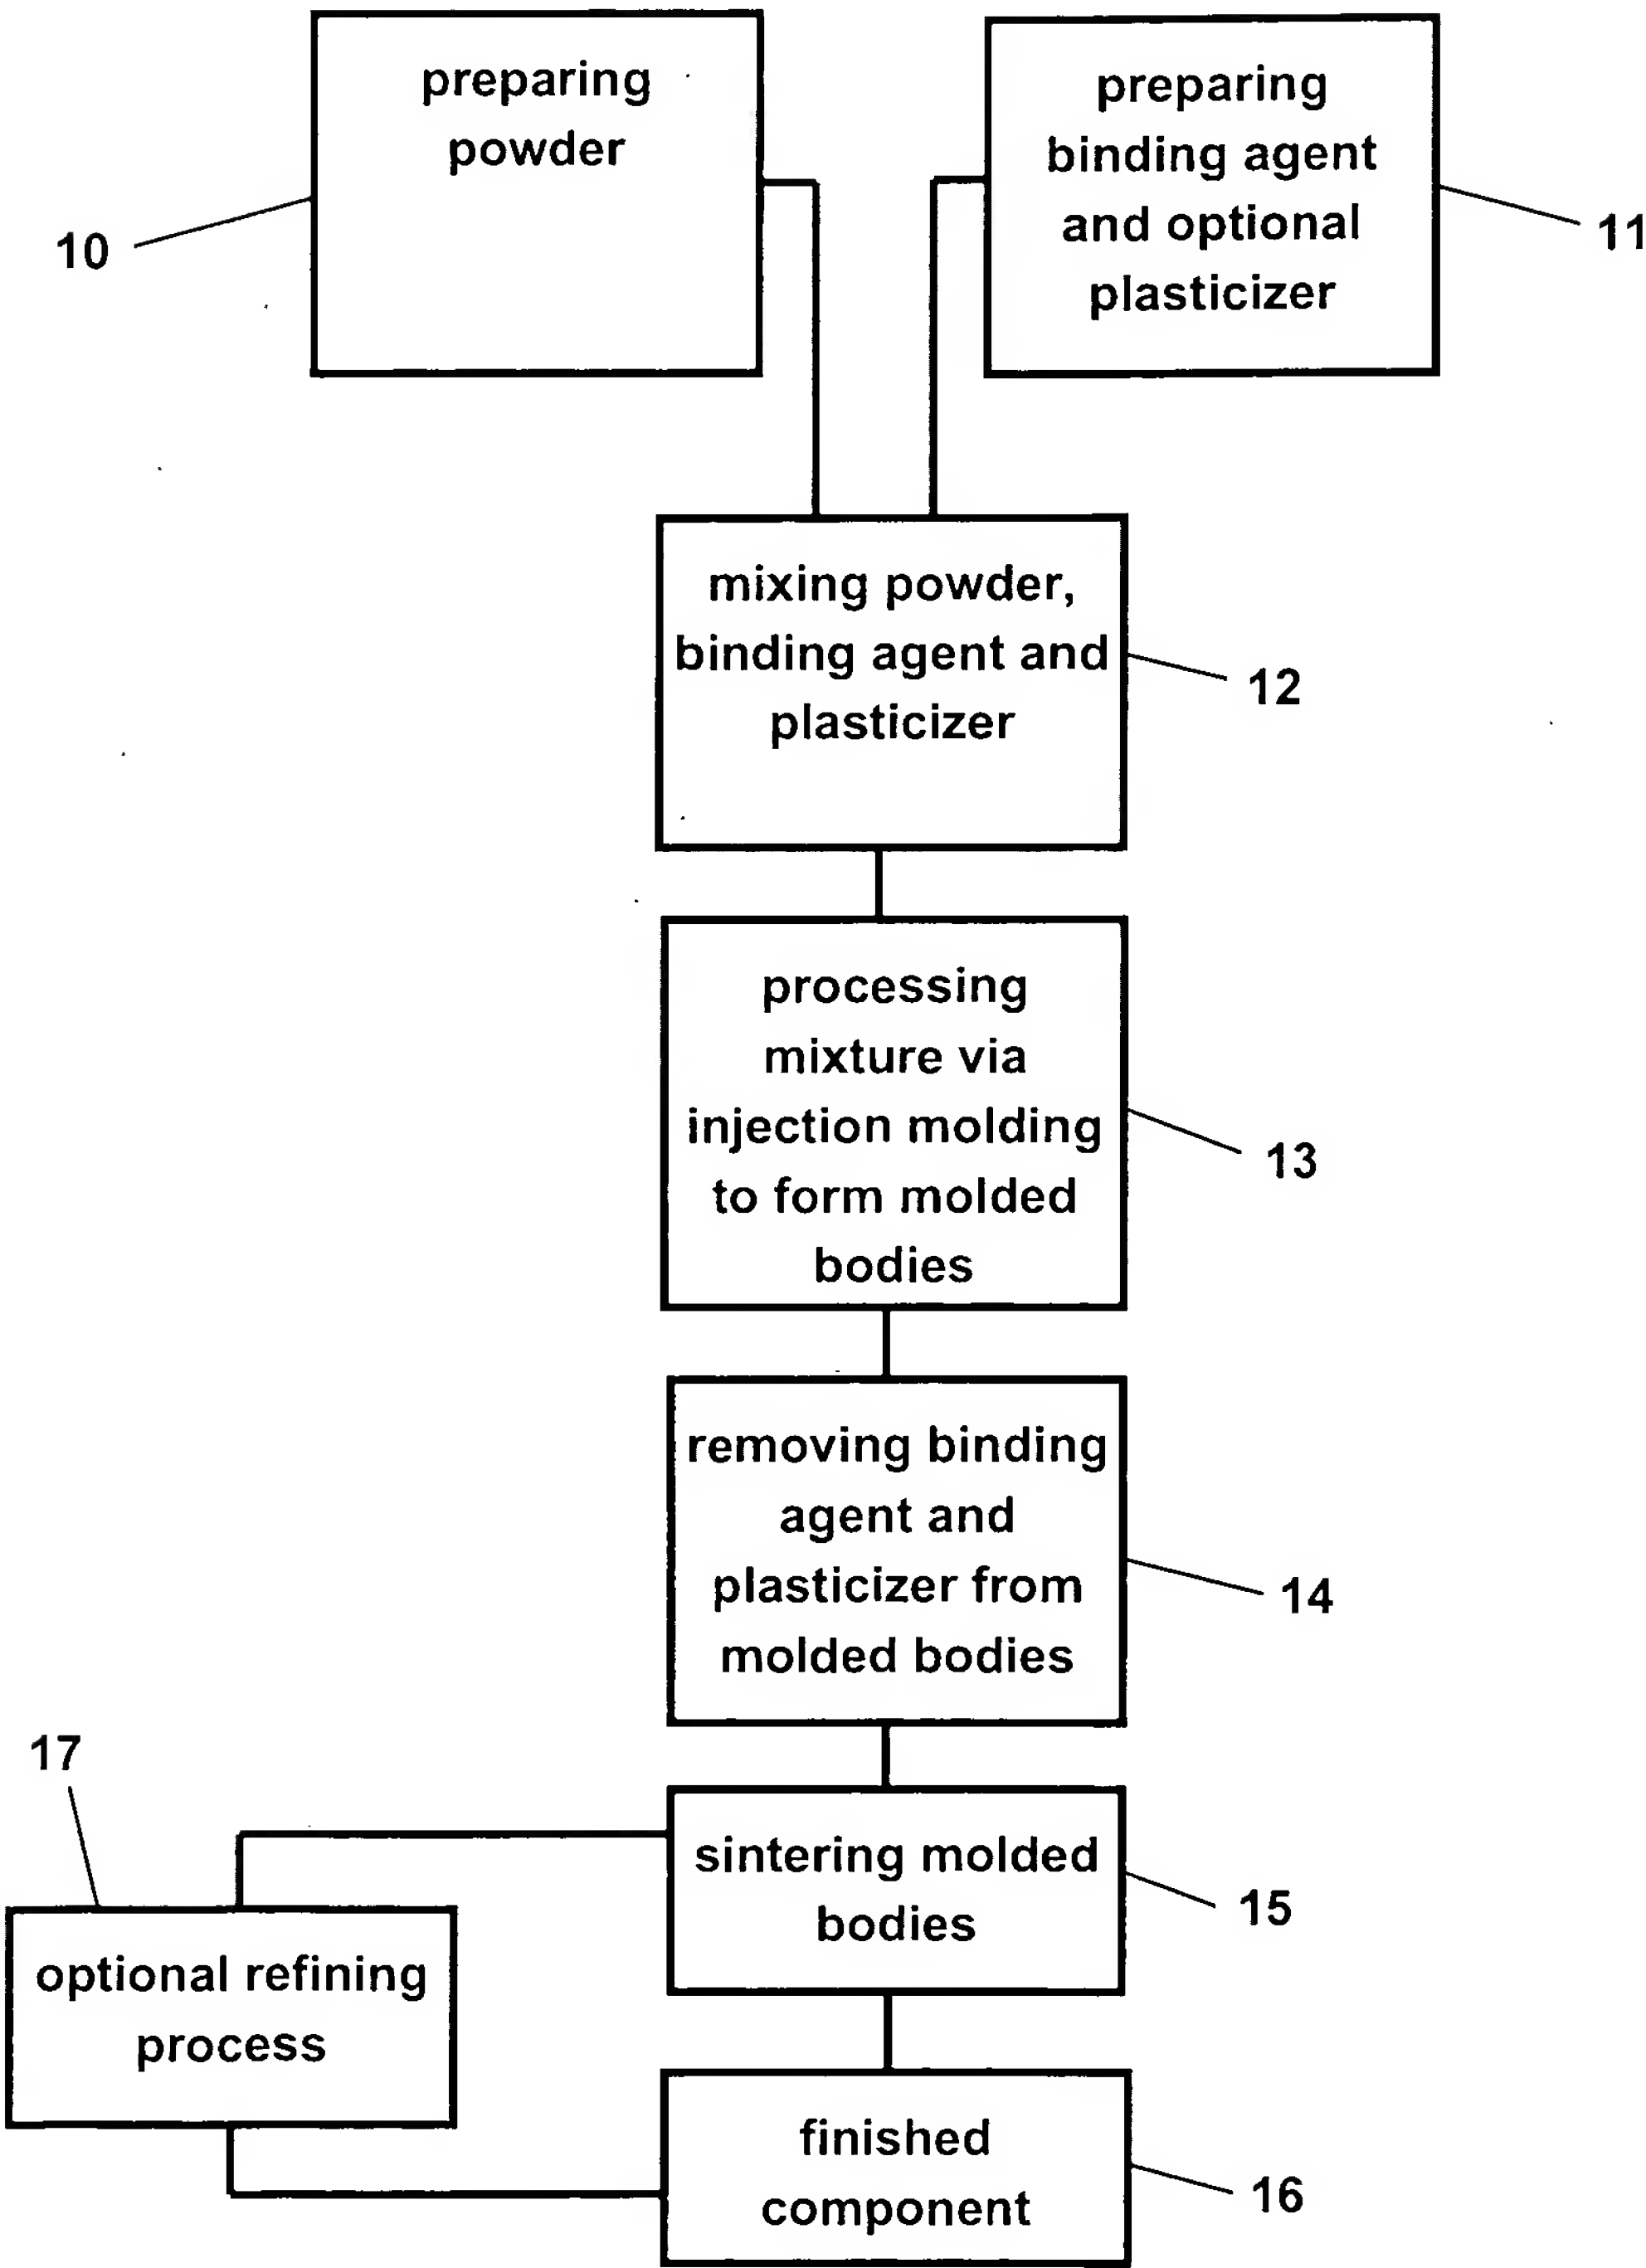 preparing
powder
10
preparing
binding agent
and optional
plasticizer
11
mixing powder,
binding agent and
plasticizer
12
processing
mixture via
injection molding
to form molded
bodies
13
removing binding
agent and
plasticizer from
molded bodies
14
17
sintering molded
bodies
15
optional refining
process
finished
component
16